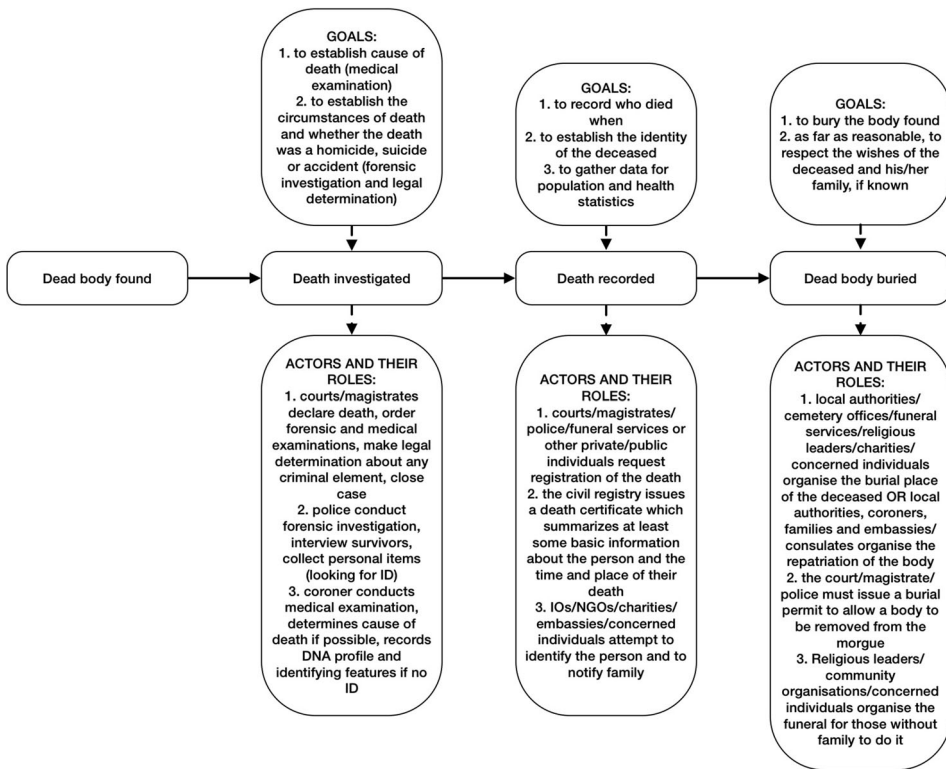 GOALS:
1. to establish cause of
death (medical
examination)
2. to establish the
circumstances of death
and whether the death
was a homicide, suicide
or accident (forensic
investigation and legal
determination)
GOALS:
1. to record who died
when
2. to establish the identity
of the deceased
3. to gather data for
population and health
statistics
GOALS:
1. to bury the body found
2. as far as reasonable, to
respect the wishes of the
deceased and his/her
family, if known
Dead body found
Death investigated
Death recorded
Dead body buried
ACTORS AND THEIR
ROLES:
1. courts/magistrates
declare death, order
forensic and medical
examinations, make legal
determination about any
criminal element, close
case
2. police conduct
forensic investigation,
interview survivors,
collect personal items
(looking for ID)
3. coroner conducts
medical examination,
determines cause of
death if possible, records
DNA profile and
identifying features if no
ID
ACTORS AND THEIR
ROLES:
1. courts/magistrates/
police/funeral services or
other private/public
individuals request
registration of the death
2. the civil registry issues
a death certificate which
summarizes at least
some basic information
about the person and the
time and place of their
death
3. IOs/NGOs/charities/
embassies/concerned
individuals attempt to
identify the person and to
notify family
ACTORS AND THEIR
ROLES:
1. local authorities/
cemetery offices/funeral
services/religious
leaders/charities/
concerned individuals
organise the burial place
of the deceased OR local
authorities, coroners,
families and embassies/
consulates organise the
repatriation of the body
2. the court/magistrate/
police must issue a burial
permit to allow a body to
be removed from the
morgue
3. Religious leaders/
community
organisations/concerned
individuals organise the
funeral for those without
family to do it